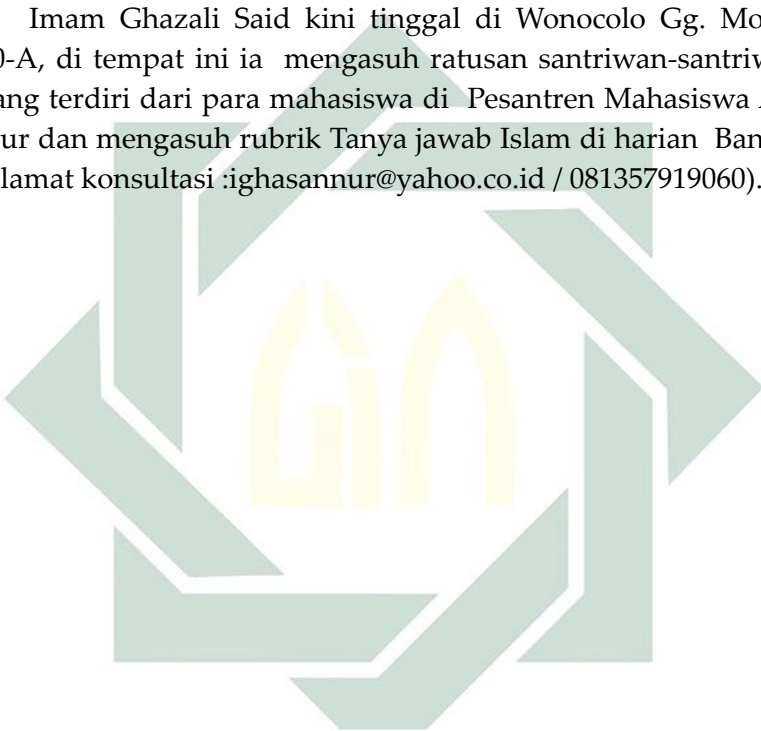 Imam Ghazali Said kini tinggal di Wonocolo Gg. Mo
0-A, di tempat ini ia mengasuh ratusan santriwan-santriw
ang terdiri dari para mahasiswa di Pesantren Mahasiswa
ur dan mengasuh rubrik Tanya jawab Islam di harian Ban
lamat konsultasi :ighasannur@yahoo.co.id / 081357919060).